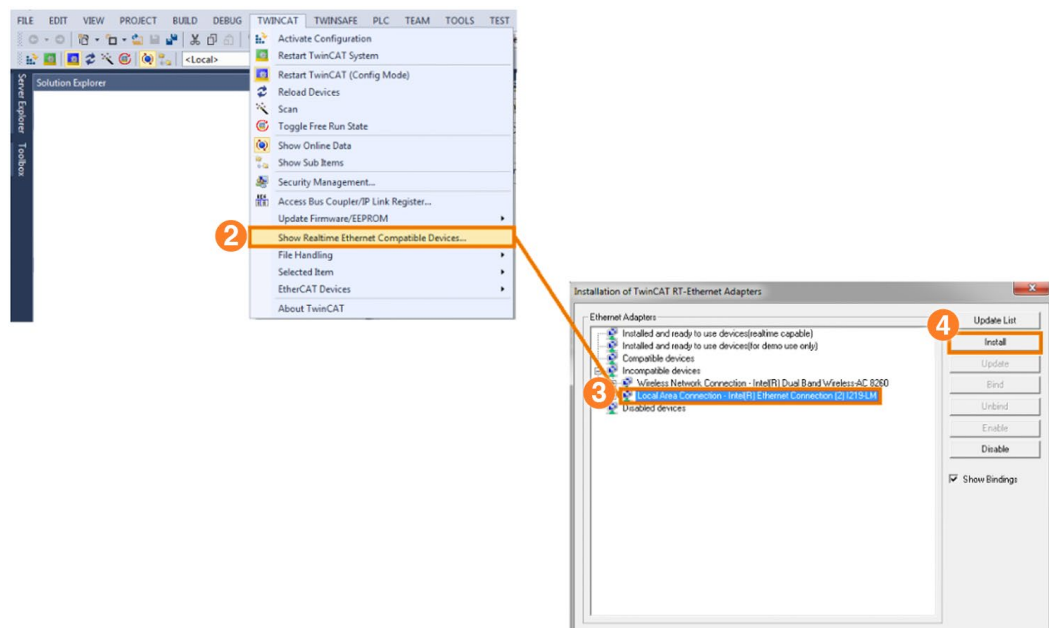 FILE EDIT VIEW PROJECT BUILD DEBUG TWINCAT TWINSAFE PLC TEAM TOOLS TEST
<Local>
Server Explorer
Toolbox
Solution Explorer
Activate Configuration
Restart TwinCAT System
Restart TwinCAT (Config Mode)
Reload Devices
Scan
Toggle Free Run State
Show Online Data
Show Sub Items
Security Management...
Access Bus Coupler/IP Link Register...
Update Firmware/EEPROM
2
Show Realtime Ethernet Compatible Devices...
File Handling
Selected Item
EtherCAT Devices
About TwinCAT
Installation of TwinCAT RT-Ethernet Adapters
Ethernet Adapters
Installed and ready to use devices(realtime capable)
Installed and ready to use devices(for demo use only)
Compatible devices
Incompatible devices
Wireless Network Connection - Intel(R) Dual Band Wireless-AC 8260
3
Local Area Connection - Intel(R) Ethernet Connection (2) I219-LM
Disabled devices
Update List
4
Install
Update
Bind
Unbind
Enable
Disable
Show Bindings